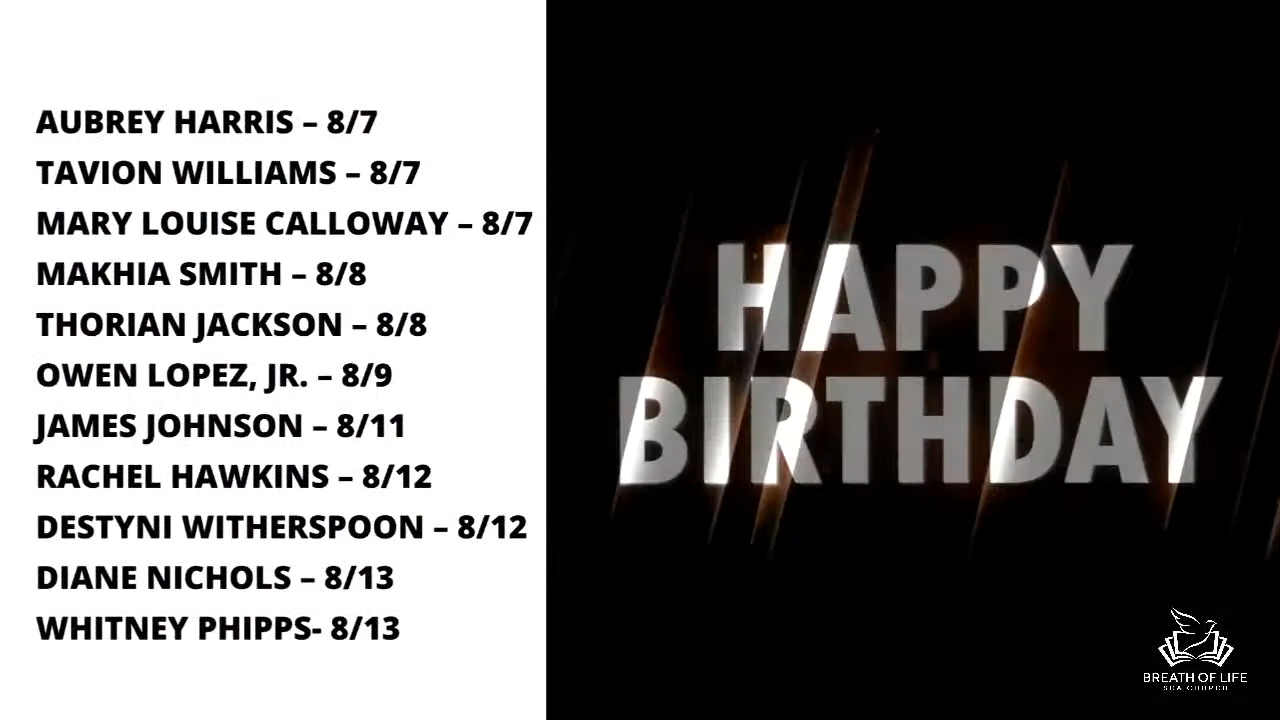 AUBREY HARRIS – 8/7
TAVION WILLIAMS – 8/7
MARY LOUISE CALLOWAY – 8/7
MAKHIA SMITH – 8/8
THORIAN JACKSON – 8/8
OWEN LOPEZ, JR. – 8/9
JAMES JOHNSON – 8/11
RACHEL HAWKINS – 8/12
DESTYNI WITHERSPOON – 8/12
DIANE NICHOLS – 8/13
WHITNEY PHIPPS- 8/13
HAPPY
BIRTHDAY
BREATH OF LIFE
SDA CHURCH